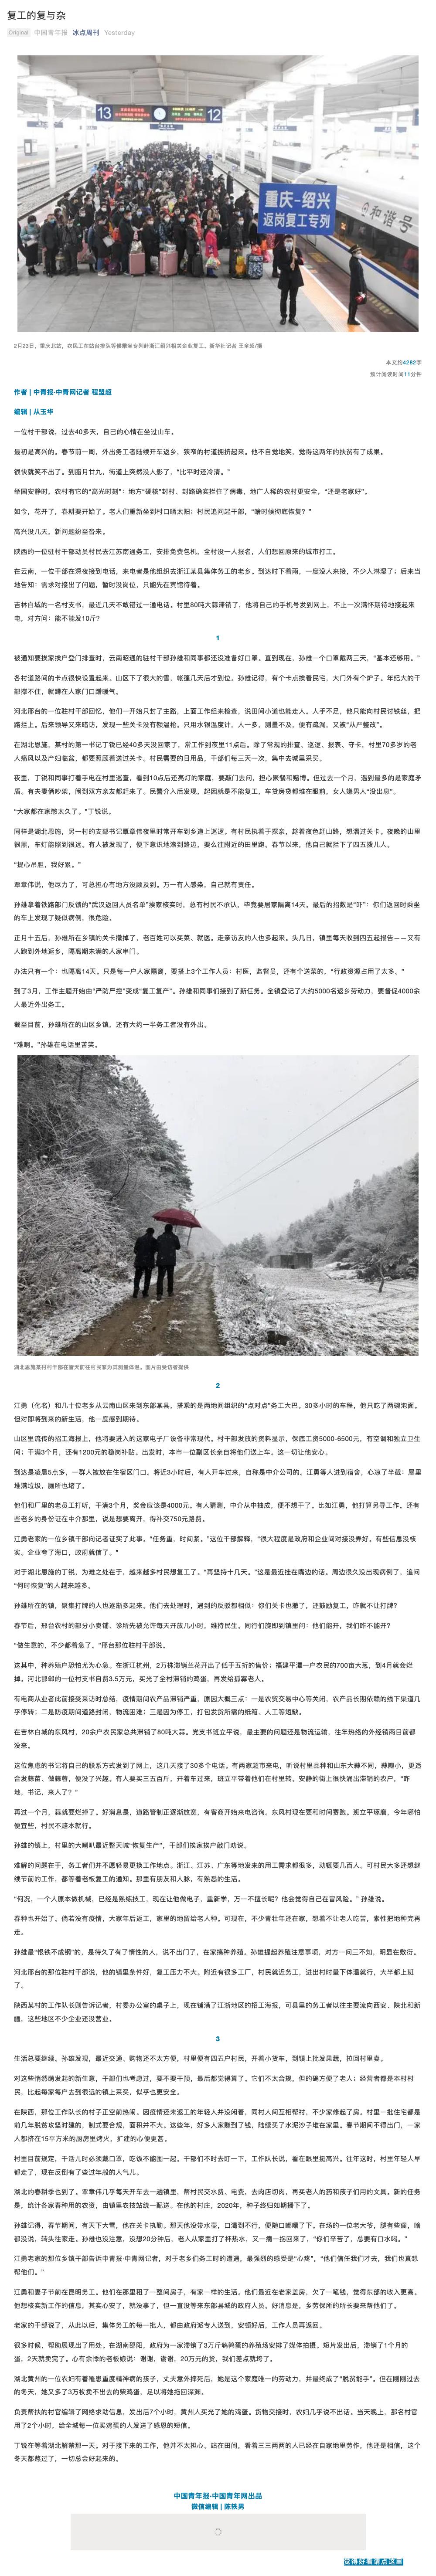 复工的复与杂
Original 中国青年报 冰点周刊 Yesterday
13 12
重庆-绍兴
返岗复工专列
和谐号
2月23日，重庆北站，农民工在站台排队等候乘坐专列赴浙江绍兴相关企业复工。新华社记者 王全超/摄
本文约4282字
预计阅读时间11分钟
作者 | 中青报·中青网记者 程盟超
编辑 | 从玉华
一位村干部说，过去40多天，自己的心情在坐过山车。
最初是高兴的。春节前一周，外出务工者陆续开车返乡，狭窄的村道拥挤起来。他不自觉地笑，觉得这两年的扶贫有了成果。
很快就笑不出了。到腊月廿九，街道上突然没人影了，“比平时还冷清。”
举国安静时，农村有它的“高光时刻”：地方“硬核”封村、封路确实拦住了病毒，地广人稀的农村更安全，“还是老家好”。
如今，花开了，春耕要开始了。老人们重新坐到村口晒太阳；村民追问起干部，“啥时候彻底恢复？”
高兴没几天，新问题纷至沓来。
陕西的一位驻村干部动员村民去江苏南通务工，安排免费包机，全村没一人报名，人们想回原来的城市打工。
在云南，一位干部在深夜接到电话，来电者是他组织去浙江某县集体务工的老乡。到达时下着雨，一度没人来接，不少人淋湿了；后来当地告知：需求对接出了问题，暂时没岗位，只能先在宾馆待着。
吉林白城的一名村支书，最近几天不敢错过一通电话。村里80吨大蒜滞销了，他将自己的手机号发到网上，不止一次满怀期待地接起来电，对方问：能不能发10斤？
1
被通知要挨家挨户登门排查时，云南昭通的驻村干部孙雄和同事都还没准备好口罩。直到现在，孙雄一个口罩戴两三天，“基本还够用。”
各村道路间的卡点很快设置起来。山区下了很大的雪，帐篷几天后才到位。孙雄记得，有个卡点挨着民宅，大门外有个炉子。年纪大的干部撑不住，就蹲在人家门口蹭暖气。
河北邢台的一位驻村干部回忆，他们一开始只封了主路，上面工作组来检查，说田间小道也能走人。人手不足，他只能向村民讨铁丝，把路拦上。后来领导又来暗访，发现一些关卡没有额温枪。只用水银温度计，人一多，测量不及，便有疏漏，又被“从严整改”。
在湖北恩施，某村的第一书记丁锐已经40多天没回家了，常工作到夜里11点后。除了常规的排查、巡逻、报表、守卡，村里70多岁的老人痛风以及产妇临盆，都要照顾着送过关卡。村民需要的日用品，干部们每三天一次，集中去城里采买。
夜里，丁锐和同事打着手电在村里巡查，看到10点后还亮灯的家庭，要敲门去问，担心聚餐和赌博。但过去一个月，遇到最多的是家庭矛盾。有夫妻俩吵架，闹到双方亲友都赶来了。民警介入后发现，起因就是不能复工，车贷房贷都堆在眼前，女人嫌男人“没出息”。
“大家都在家憋太久了。”丁锐说。
同样是湖北恩施，另一村的支部书记覃章伟夜里时常开车到乡道上巡逻。有村民执着于探亲，趁着夜色赶山路，想溜过关卡。夜晚的山里很黑，车灯能照到很远。有人被发现了，便下意识地滚到路边，要么往附近的田里跑。春节以来，他自己就拦下了四五拨儿人。
“提心吊胆，我好累。”
覃章伟说，他尽力了，可总担心有地方没顾及到。万一有人感染，自己就有责任。
孙雄拿着铁路部门反馈的“武汉返回人员名单”挨家核实时，总有村民不承认，毕竟要居家隔离14天。最后的招数是“吓”：你们返回时乘坐的车上发现了疑似病例，很危险。
正月十五后，孙雄所在乡镇的关卡撤掉了，老百姓可以买菜、就医。走亲访友的人也多起来。头几日，镇里每天收到四五起报告——又有人跑到外地返乡，隔离期未满的人家串门。
办法只有一个：也隔离14天。只是每一户人家隔离，要搭上3个工作人员：村医，监督员，还有个送菜的，“行政资源占用了太多。”
到了3月，工作主题开始由“严防严控”变成“复工复产”。孙雄和同事们接到了新任务。全镇登记了大约5000名返乡劳动力，要督促4000余人最近外出务工。
截至目前，孙雄所在的山区乡镇，还有大约一半务工者没有外出。
“难啊。”孙雄在电话里苦笑。
湖北恩施某村村干部在雪天前往村民家为其测量体温。图片由受访者提供
2
江勇（化名）和几十位老乡从云南山区来到东部某县，搭乘的是两地间组织的“点对点”务工大巴。30多小时的车程，他只吃了两碗泡面。但对即将到来的新生活，他一度感到期待。
山区里流传的招工海报上，他将要进入的这家电子厂设备非常现代。村干部发放的资料显示，保底工资5000-6500元，有空调和独立卫生间；干满3个月，还有1200元的稳岗补贴。出发时，本市一位副区长亲自将他们送上车。这一切让他安心。
到达是凌晨5点多，一群人被放在住宿区门口。将近3小时后，有人开车过来，自称是中介公司的。江勇等人进到宿舍，心凉了半截：屋里堆满垃圾，厕所也堵了。
他们和厂里的老员工打听，干满3个月，奖金应该是4000元。有人猜测，中介从中抽成，便不想干了。比如江勇，他打算另寻工作。还有些老乡的身份证在中介那里，说是想要离开，得补交750元路费。
江勇老家的一位乡镇干部向记者证实了此事。“任务重，时间紧。”这位干部解释，“很大程度是政府和企业间对接没弄好。有些信息没核实。企业夸了海口，政府就信了。”
对于湖北恩施的丁锐，为难之处在于，越来越多村民想复工了。“再坚持十几天。”这是最近挂在嘴边的话。周边很久没出现病例了，追问“何时恢复”的人越来越多。
孙雄所在的镇，聚集打牌的人也逐渐多起来。他们去处理时，遇到的反驳都相似：你们关卡也撤了，还鼓励复工，咋就不让打牌？
春节后，邢台农村的部分小卖铺、诊所先被允许每天开放几小时，维持民生。同行们旋即到镇里问：他们能开，我们咋不能开？
“做生意的，不少都着急了。”邢台那位驻村干部说。
这其中，种养殖户恐怕尤为心急。在浙江杭州，2万株滞销兰花开出了低于五折的售价；福建平潭一户农民的700亩大葱，到4月就会烂掉。河北邯郸的一位村支书自费3.5万元，买光了全村滞销的鸡蛋，再发给孤寡老人。
有电商从业者此前接受采访时总结，疫情期间农产品滞销严重，原因大概三点：一是农贸交易中心等关闭，农产品长期依赖的线下渠道几乎停转；二是防疫期间道路封闭，物流困难；三是因为停工，打包发货所需的纸箱、人工等短缺。
在吉林白城的东风村，20余户农民家总共滞销了80吨大蒜。党支书班立平说，最主要的问题还是物流运输，往年热络的外经销商目前都没来。
这位焦虑的书记将自己的联系方式发到了网上，这几天接了30多个电话。有两家超市来电，听说村里品种和山东大蒜不同，蒜瓣小，更适合发蒜苗、做蒜酱，便没了兴趣。有人要买三五百斤，开着车过来，班立平带着他们在村里转。安静的街上很快涌出滞销的农户，“咋地，书记，来人了？”
再过一个月，蒜就要烂掉了。好消息是，道路管制正逐渐放宽，有客商开始来电咨询。东风村现在要和时间赛跑。班立平琢磨，今年哪怕便宜些，村民不赔本就行。
孙雄的镇上，村里的大喇叭最近整天喊“恢复生产”，干部们挨家挨户敲门劝说。
难解的问题在于，务工者们并不愿轻易更换工作地点。浙江、江苏、广东等地发来的用工需求都很多，动辄要几百人。可村民大多还想继续节前的工作，都等着老板复工的通知。那里有朋友和人脉，有熟悉的生活。
“何况，一个人原本做机械，已经是熟练技工，现在让他做电子，重新学，万一不擅长呢？他会觉得自己在冒风险。”孙雄说。
春种也开始了。倘若没有疫情，大家年后返工，家里的地留给老人种。可现在，不少青壮年还在家，想着不让老人吃苦，索性把地种完再走。
孙雄最“恨铁不成钢”的，是待久了有了惰性的人，说不出门了，在家搞种养殖。孙雄提起养殖注意事项，对方一问三不知，明显在敷衍。
河北邢台的那位驻村干部说，他的镇里条件好，复工压力不大。附近有很多工厂，村民就近务工，进出村时量下体温就行，大半都上班了。
陕西某村的工作队长则告诉记者，村委办公室的桌子上，现在铺满了江浙地区的招工海报，可县里的务工者以往主要流向西安、陕北和新疆，这些地区不少企业还没营业。
3
生活总要继续。孙雄发现，最近交通、购物还不太方便，村里便有四五户村民，开着小货车，到镇上批发果蔬，拉回村里卖。
对这些悄然萌发起的新生意，干部们也考虑过，要不要干预，最后都觉得算了。它们不太合规，但的确方便了老人；经营者都是本村村民，比起每家每户去到很远的镇上采买，似乎也更安全。
在陕西，那位工作队长的村子正空前热闹。因疫情还未返工的年轻人并没闲着，同村人间互相帮衬，不少家修起了房。村里一批住宅都是前几年脱贫攻坚时建的，制式要合规，面积并不大。这些年，好多人家赚到了钱，陆续买了水泥沙子堆在家里。春节期间不得出门，一家人都挤在15平方米的厨房里烤火，扩建的心便更甚。
村里目前规定，干活儿时必须戴口罩，吃饭不能围一起。干部们不时去盯一下，工作队长说，看着眼里挺高兴。往年这时，村里年轻人早都走了，现在反倒有了些过年般的人气儿。
湖北的春耕季也到了。覃章伟几乎每天开车去一趟镇里，帮村民交水费、电费，去肉店切肉，再买老人的药和孩子们用的文具。新的任务是，统计各家春种用的农资，由镇里农技站统一配送。在他的村庄，2020年，种子终归如期播下了。
孙雄记得，春节期间，有天下大雪，他在关卡执勤。那天他没带水壶，口渴到不行，便随口嘟囔了下。在场的一位老大爷，腿有些瘸，啥都没说，转头往家走。孙雄也没注意，没想20分钟后，老人从家里打了杯热水，又一瘸一拐回来了，“你们辛苦了，总要有口水喝。”
江勇老家的那位乡镇干部告诉中青报·中青网记者，对于老乡们务工时的遭遇，最强烈的感受是“心疼”，“他们信任我们才去，我们也真想帮他们。”
江勇和妻子节前在昆明务工。他们在那里租了一整间房子，有家一样的生活。他们最近在老家盖房，欠了一笔钱，觉得东部的收入更高。他想核实新工作的信息，其实心安了，就没事了，但一直没等来东部县城的政府人员。好消息是，乡劳保所的所长要来帮他们了。
老家的干部说了，从此以后，集体务工的每一批人，都由政府派专人送到，安顿好后，工作人员再返回。
很多时候，帮助展现出了用处。在湖南邵阳，政府为一家滞销了3万斤鹌鹑蛋的养殖场安排了媒体拍摄。短片发出后，滞销了1个月的蛋，2天就卖完了。心有余悸的老板娘说：谢谢，谢谢，20万元的货，我们差点就垮了。
湖北黄州的一位农妇有着罹患重度精神病的孩子，丈夫意外摔死后，她是这个家庭唯一的劳动力，并最终成了“脱贫能手”。但在刚刚过去的冬天，她又多了3万枚卖不出去的柴鸡蛋，足以将她拖回深渊。
负责帮扶的村官编辑了网络求助信息，发出后7个小时，黄州人买光了她的鸡蛋。货物交接时，农妇几乎说不出话。当天晚上，那名村官用了2个小时，给全城每一位买鸡蛋的人发送了感恩的短信。
丁锐在等着湖北解禁那一天。对于接下来的工作，他并不太担心。站在田间，看着三三两两的人已经在自家地里劳作，他还是相信，这个冬天都熬过了，一切总会好起来的。
中国青年报·中国青年网出品
微信编辑 | 陈轶男
觉得好看请点这里